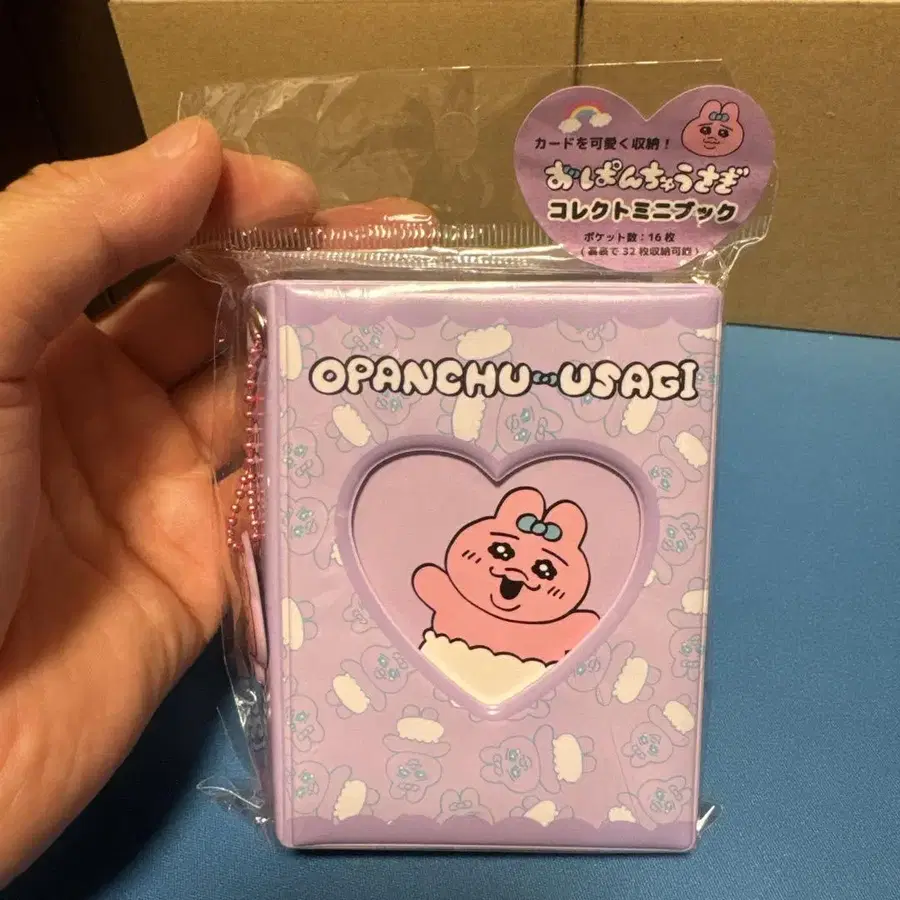 カードを可愛く収納！
おぱんちゅうさぎ
コレクトミニブック
ポケット数：16枚
(裏表で32枚収納可能)
OPANCHU USAGI